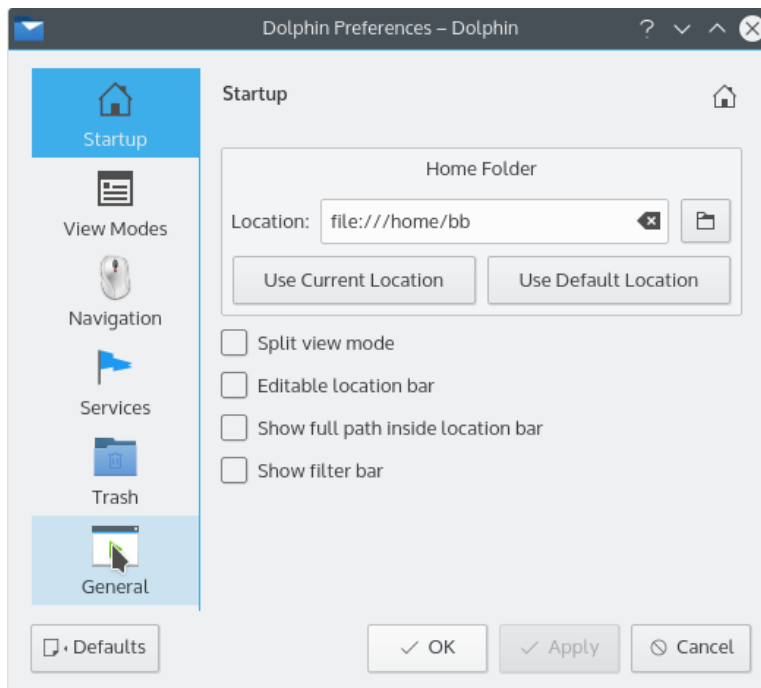 Dolphin Preferences – Dolphin
Startup
View Modes
Navigation
Services
Trash
General
Startup
Home Folder
Location: file:///home/bb
Use Current Location Use Default Location
Split view mode
Editable location bar
Show full path inside location bar
Show filter bar
Defaults OK Apply Cancel